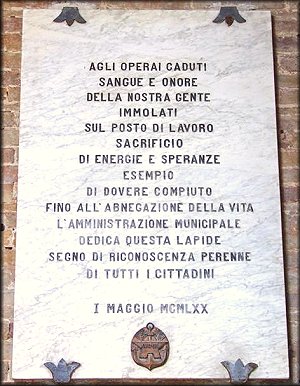 AGLI OPERAI CADUTI
SANGUE E ONORE
DELLA NOSTRA GENTE
IMMOLATI
SUL POSTO DI LAVORO
SACRIFICIO
DI ENERGIE E SPERANZE
ESEMPIO
DI DOVERE COMPIUTO
FINO ALL'ABNEGAZIONE DELLA VITA
L'AMMINISTRAZIONE MUNICIPALE
DEDICA QUESTA LAPIDE
SEGNO DI RICONOSCENZA PERENNE
DI TUTTI I CITTADINI
I MAGGIO MCMLXX